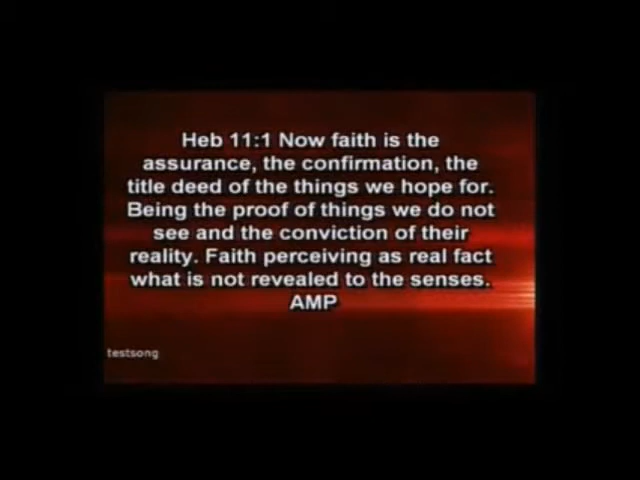 Heb 11:1 Now faith is the
assurance, the confirmation, the
title deed of the things we hope for.
Being the proof of things we do not
see and the conviction of their
reality. Faith perceiving as real fact
what is not revealed to the senses.
AMP
testsong